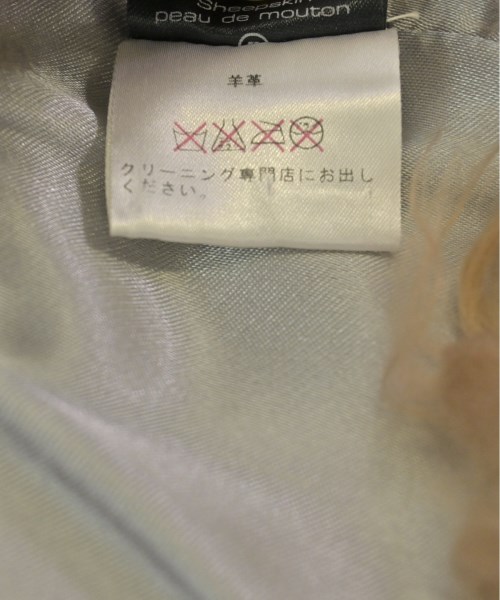 Sheepskin
peau de mouton
羊革
クリーニング専門店にお出し
ください。